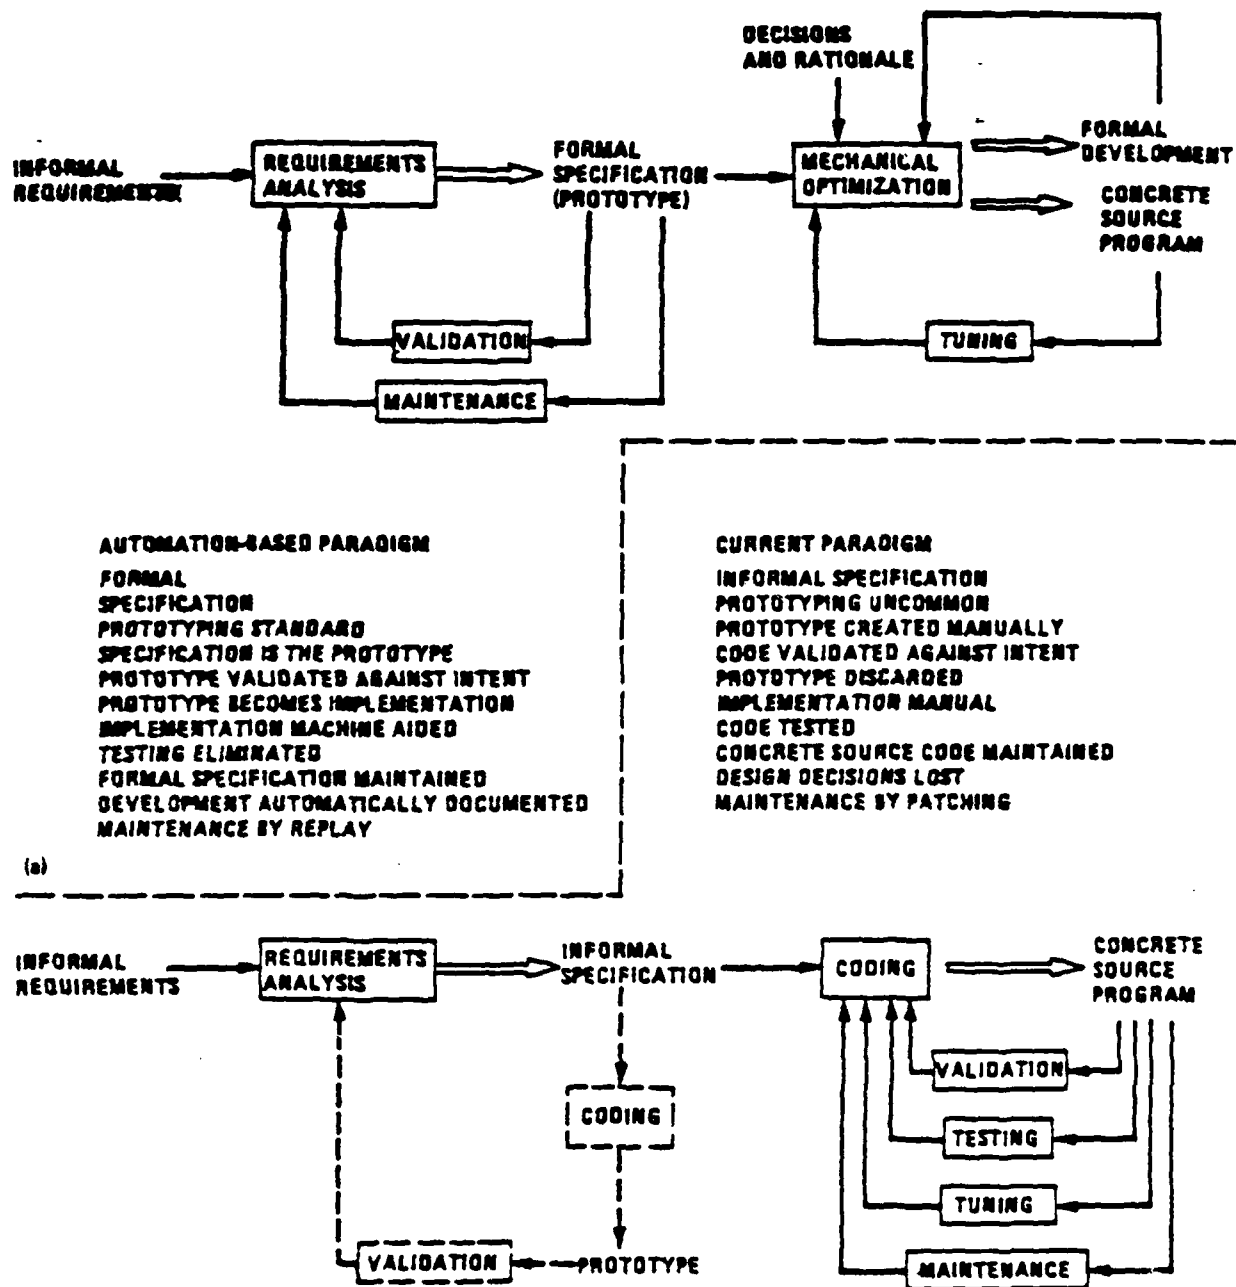 DECISIONS
AND RATIONALE
INFORMAL
REQUIREMENTS
REQUIREMENTS
ANALYSIS
FORMAL
SPECIFICATION
(PROTOTYPE)
MECHANICAL
OPTIMIZATION
FORMAL
DEVELOPMENT
CONCRETE
SOURCE
PROGRAM
VALIDATION
MAINTENANCE
TUNING
AUTOMATION-BASED PARADIGM
FORMAL
SPECIFICATION
PROTOTYPING STANDARD
SPECIFICATION IS THE PROTOTYPE
PROTOTYPE VALIDATED AGAINST INTENT
PROTOTYPE BECOMES IMPLEMENTATION
IMPLEMENTATION MACHINE AIDED
TESTING ELIMINATED
FORMAL SPECIFICATION MAINTAINED
DEVELOPMENT AUTOMATICALLY DOCUMENTED
MAINTENANCE BY REPLAY
(a)
CURRENT PARADIGM
INFORMAL SPECIFICATION
PROTOTYPING UNCOMMON
PROTOTYPE CREATED MANUALLY
CODE VALIDATED AGAINST INTENT
PROTOTYPE DISCARDED
IMPLEMENTATION MANUAL
CODE TESTED
CONCRETE SOURCE CODE MAINTAINED
DESIGN DECISIONS LOST
MAINTENANCE BY PATCHING
INFORMAL
REQUIREMENTS
REQUIREMENTS
ANALYSIS
INFORMAL
SPECIFICATION
CODING
CONCRETE
SOURCE
PROGRAM
CODING
VALIDATION
PROTOTYPE
VALIDATION
TESTING
TUNING
MAINTENANCE